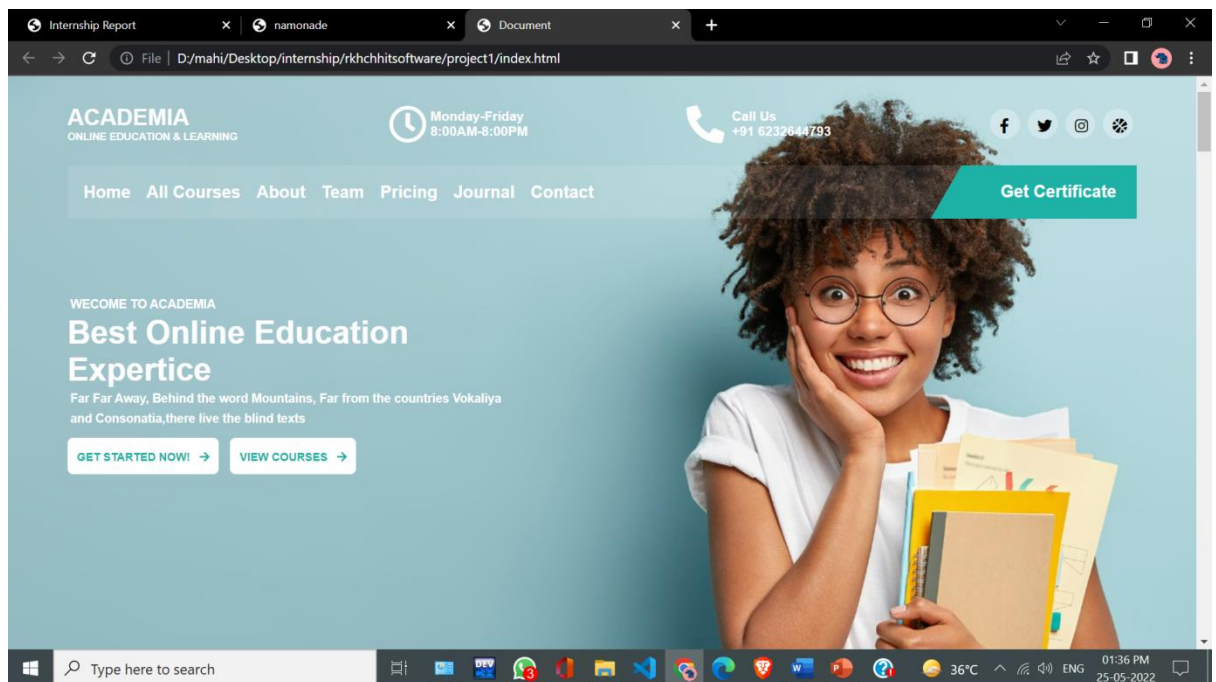 Internship Report
namonade
Document
File | D:/mahi/Desktop/internship/rkhchhitsoftware/project1/index.html
ACADEMIA
ONLINE EDUCATION & LEARNING
Monday-Friday
8:00AM-8:00PM
Call Us
+91 6232644793
Home All Courses About Team Pricing Journal Contact
Get Certificate
WECOME TO ACADEMIA
Best Online Education
Expertice
Far Far Away, Behind the word Mountains, Far from the countries Vokaliya
and Consonatia,there live the blind texts
GET STARTED NOW!
VIEW COURSES
Type here to search
DEV
3
36°C
ENG
01:36 PM
25-05-2022